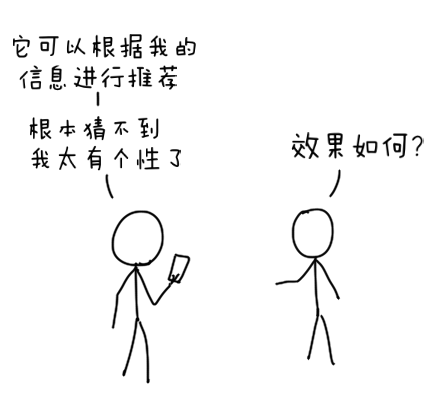 它可以根据我的
信息进行推荐
根本猜不到
我太有个性了
效果如何?